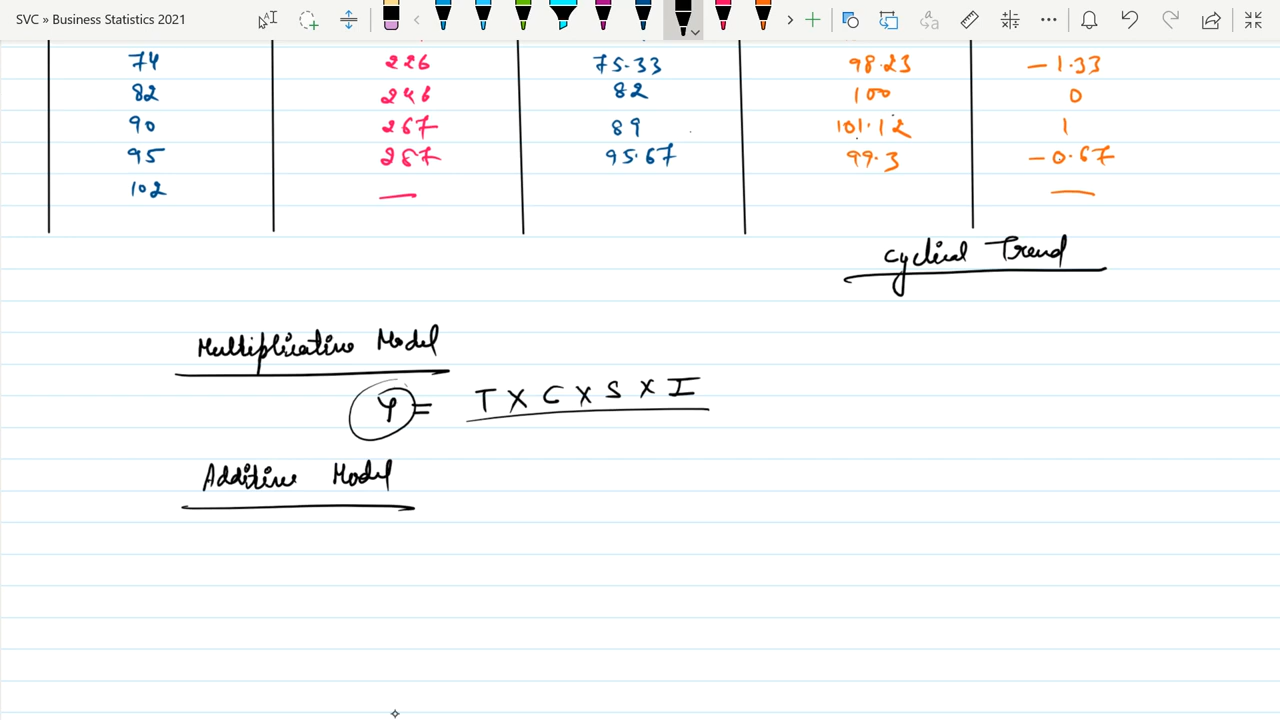 SVC » Business Statistics 2021
74 226 75.33 98.23 - 1.33
82 246 82 100 0
90 267 89 101.12 1
95 287 95.67 99.3 - 0.67
102 — —
Cyclical Trend
Multiplicative Model
Y = T X C X S X I
Additive Model